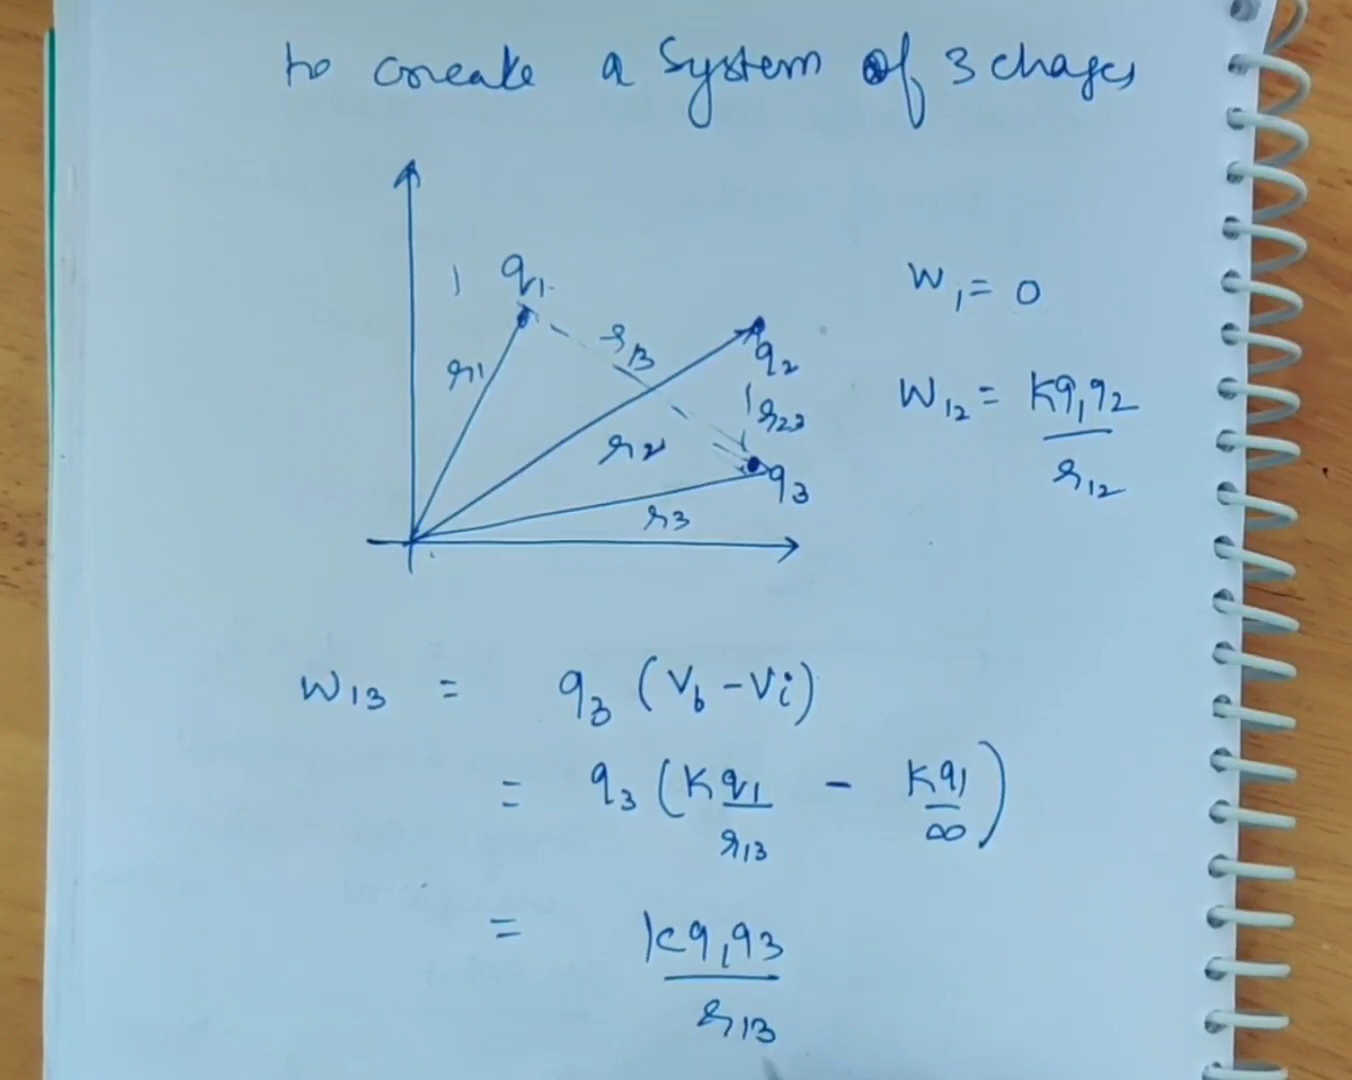 to create a System of 3 charges
q1
r1
r13
q2
r23
r2
q3
r3
W1 = 0
W12 = Kq1q2
r12
W13 = q3 (Vb - Vi)
= q3 (Kq1 - Kq1)
r13 ∞
= Kq1q3
r13